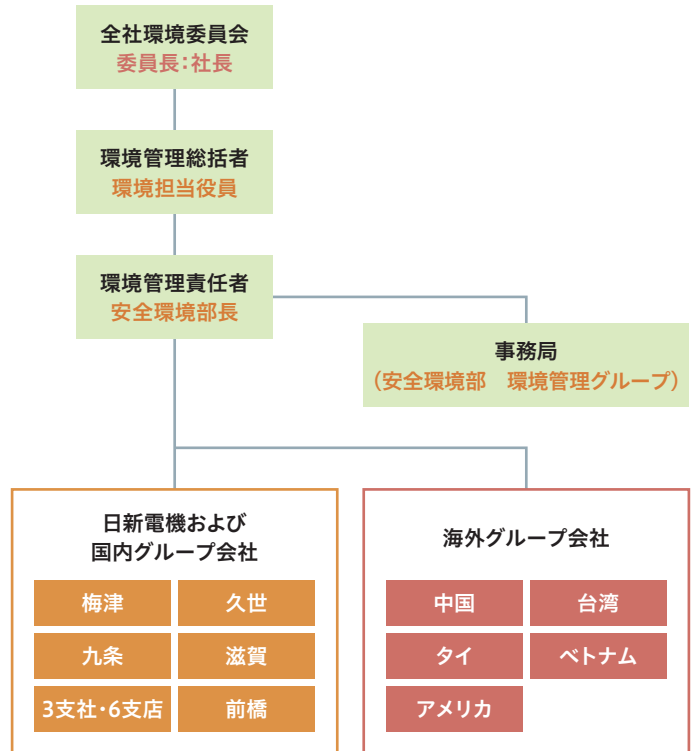 全社環境委員会
委員長：社長
環境管理総括者
環境担当役員
環境管理責任者
安全環境部長
事務局
（安全環境部　環境管理グループ）
日新電機および
国内グループ会社
梅津
久世
九条
滋賀
3支社・6支店
前橋
海外グループ会社
中国
台湾
タイ
ベトナム
アメリカ